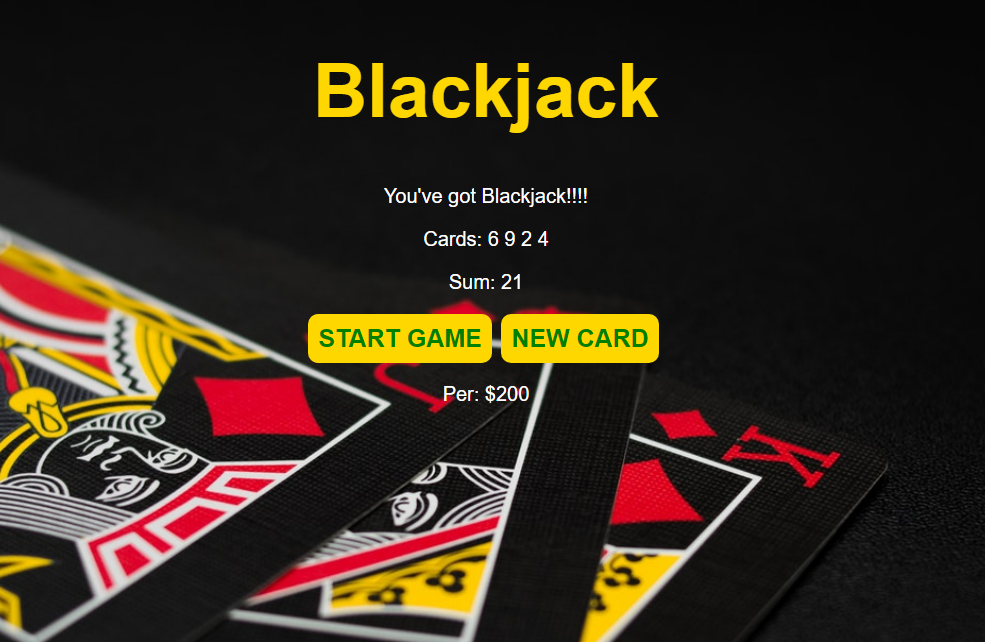 Blackjack
You've got Blackjack!!!!
Cards: 6 9 2 4
Sum: 21
START GAME NEW CARD
Per: $200
J
K